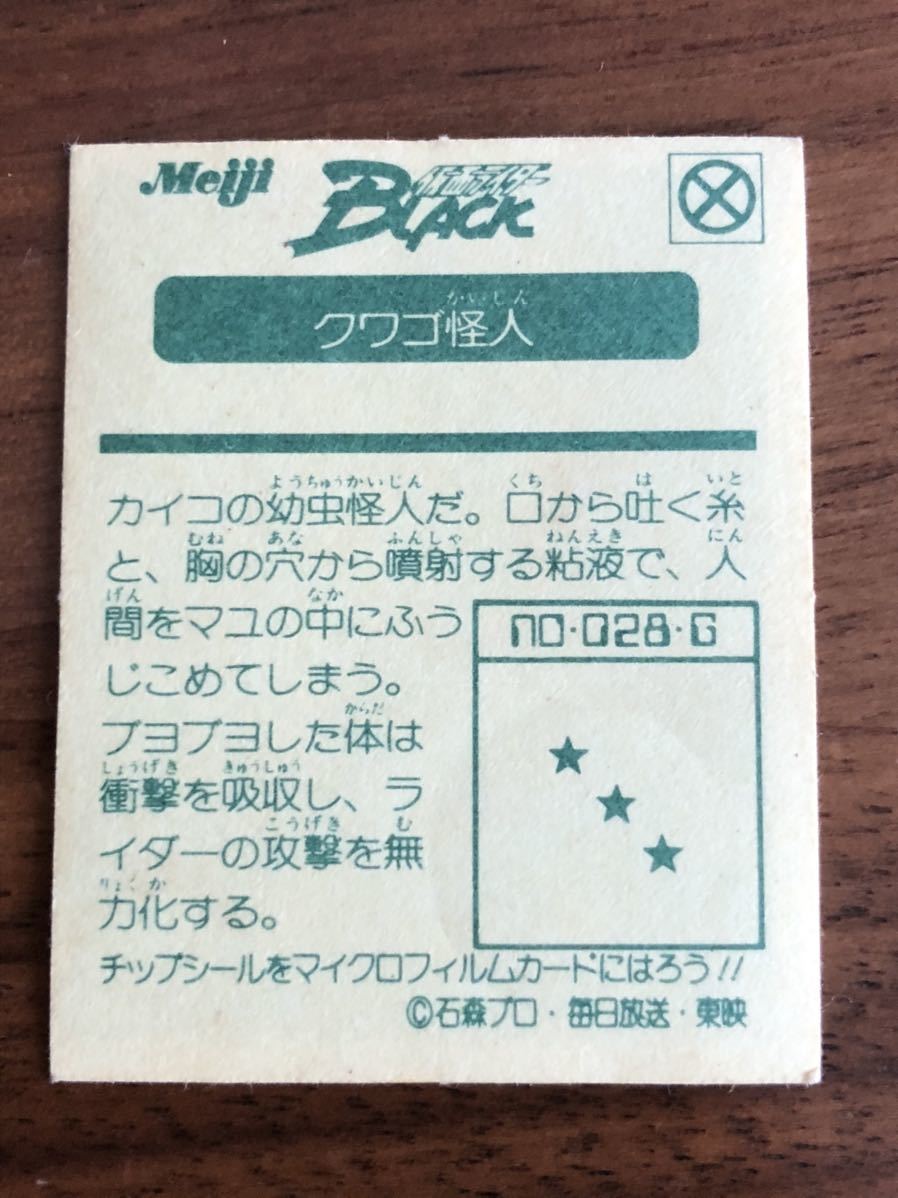 Meiji
仮面ライダー
BLACK
かいじん
クワゴ怪人
ようちゅうかいじん くち は いと
カイコの幼虫怪人だ。口から吐く糸
むね あな ふんしゃ ねんえき にん
と、胸の穴から噴射する粘液で、人
げん なか
間をマユの中にふう
じこめてしまう。
からだ
ブヨブヨした体は
しょうげき きゅうしゅう
衝撃を吸収し、ラ
こうげき む
イダーの攻撃を無
りょくか
力化する。
NO・028・G
チップシールをマイクロフィルムカードにはろう!!
©石森プロ・毎日放送・東映